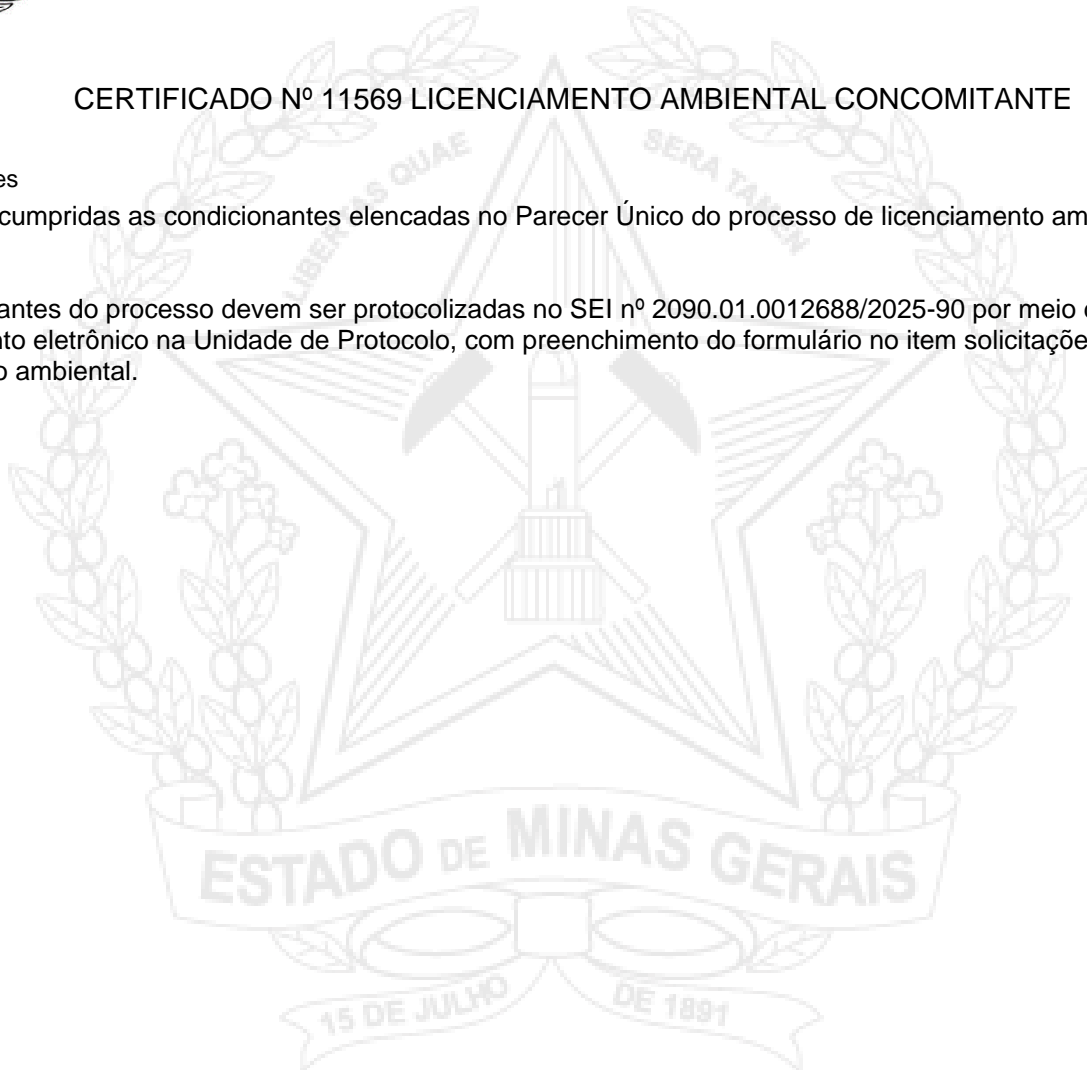 CERTIFICADO Nº 11569 LICENCIAMENTO AMBIENTAL CONCOMITANTE
es
cumpridas as condicionantes elencadas no Parecer Único do processo de licenciamento am
antes do processo devem ser protocolizadas no SEI nº 2090.01.0012688/2025-90 por meio
nto eletrônico na Unidade de Protocolo, com preenchimento do formulário no item solicitaçõe
o ambiental.
LIBERTAS QUAE SERA TAMEN
ESTADO DE MINAS GERAIS
15 DE JULHO DE 1891